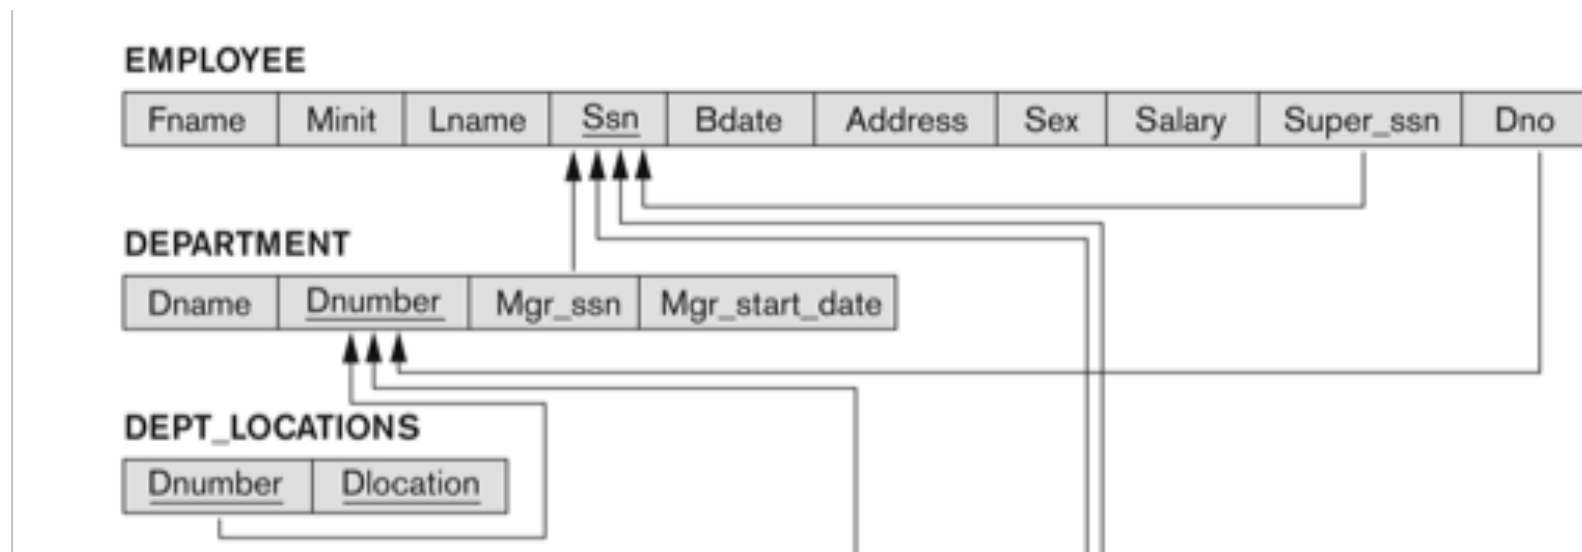 EMPLOYEE
Fname Minit Lname Ssn Bdate Address Sex Salary Super_ssn Dno
DEPARTMENT
Dname Dnumber Mgr_ssn Mgr_start_date
DEPT_LOCATIONS
Dnumber Dlocation